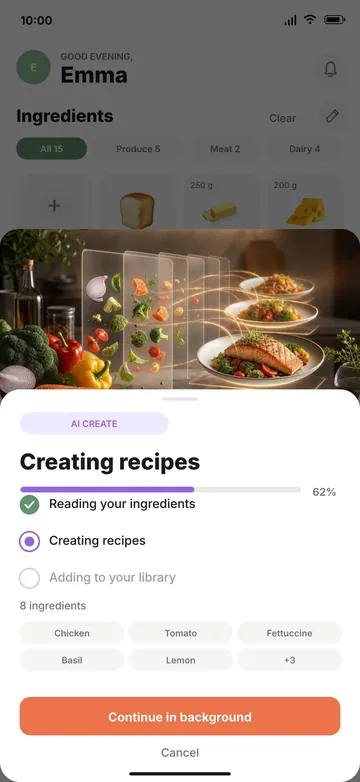 10:00
E
GOOD EVENING,
Emma
Ingredients
Clear
All 15
Produce 5
Meat 2
Dairy 4
+
250 g
200 g
AI CREATE
Creating recipes
62%
Reading your ingredients
Creating recipes
Adding to your library
8 ingredients
Chicken
Tomato
Fettuccine
Basil
Lemon
+3
Continue in background
Cancel